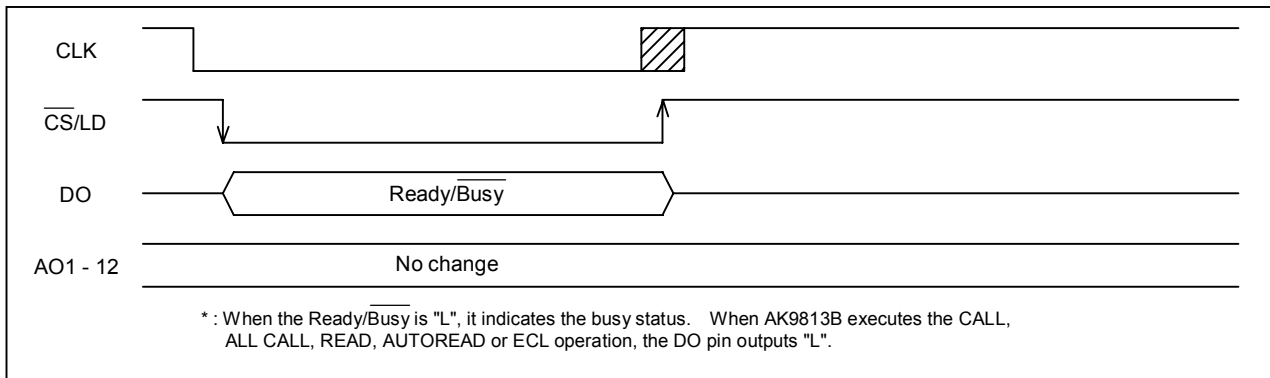 CLK
CS/LD
DO
Ready/Busy
AO1 - 12
No change
* : When the Ready/Busy is "L", it indicates the busy status. When AK9813B executes the CALL,
ALL CALL, READ, AUTOREAD or ECL operation, the DO pin outputs "L".